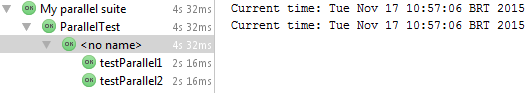 My parallel suite 4s 32ms
ParallelTest 4s 32ms
<no name> 4s 32ms
testParallel1 2s 16ms
testParallel2 2s 16ms
Current time: Tue Nov 17 10:57:06 BRT 2015
Current time: Tue Nov 17 10:57:06 BRT 2015